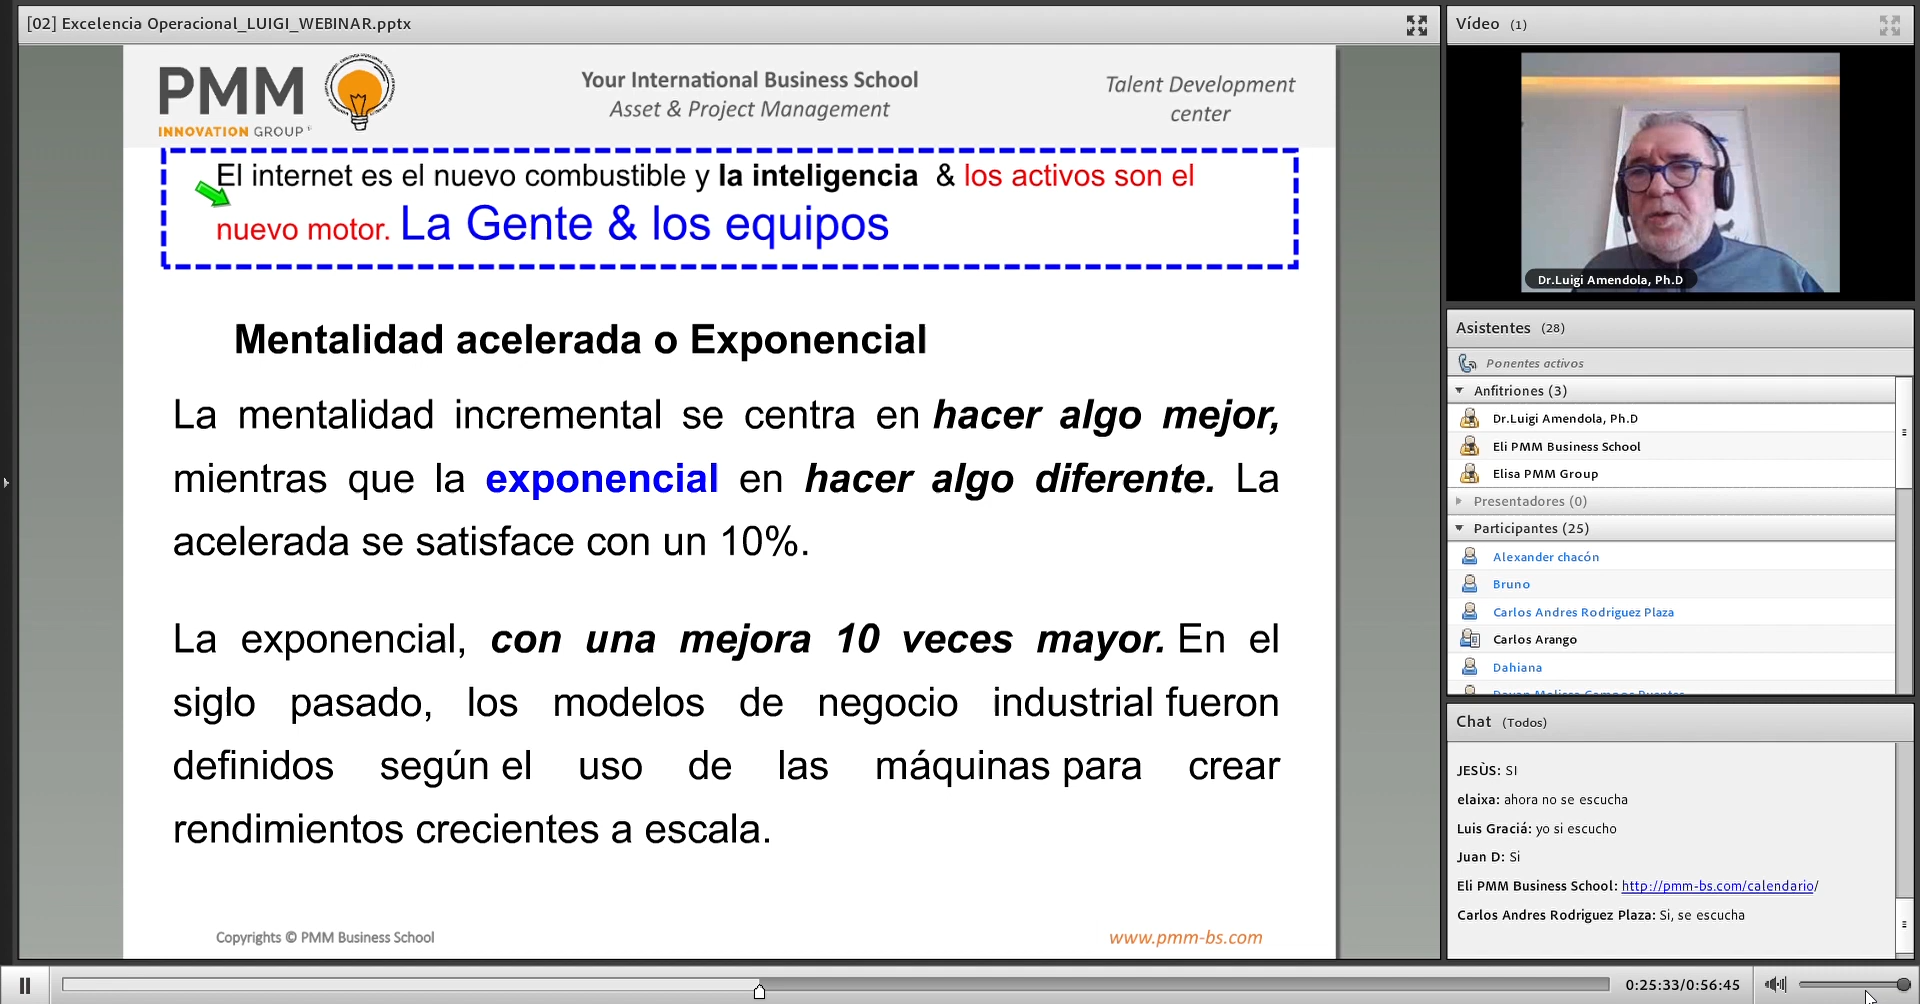 [02] Excelencia Operacional_LUIGI_WEBINAR.pptx
PMM
INNOVATION GROUP
Your International Business School
Asset & Project Management
Talent Development
center
El internet es el nuevo combustible y la inteligencia & los activos son el
nuevo motor. La Gente & los equipos
Mentalidad acelerada o Exponencial
La mentalidad incremental se centra en hacer algo mejor,
mientras que la exponencial en hacer algo diferente. La
acelerada se satisface con un 10%.
La exponencial, con una mejora 10 veces mayor. En el
siglo pasado, los modelos de negocio industrial fueron
definidos según el uso de las máquinas para crear
rendimientos crecientes a escala.
Copyrights © PMM Business School
www.pmm-bs.com
Vídeo (1)
Dr.Luigi Amendola, Ph.D
Asistentes (28)
Ponentes activos
Anfitriones (3)
Dr.Luigi Amendola, Ph.D
Eli PMM Business School
Elisa PMM Group
Presentadores (0)
Participantes (25)
Alexander chacón
Bruno
Carlos Andres Rodriguez Plaza
Carlos Arango
Dahiana
Chat (Todos)
JESÙS: SI
elaixa: ahora no se escucha
Luis Graciá: yo si escucho
Juan D: Si
Eli PMM Business School: http://pmm-bs.com/calendario/
Carlos Andres Rodriguez Plaza: Si, se escucha
0:25:33/0:56:45